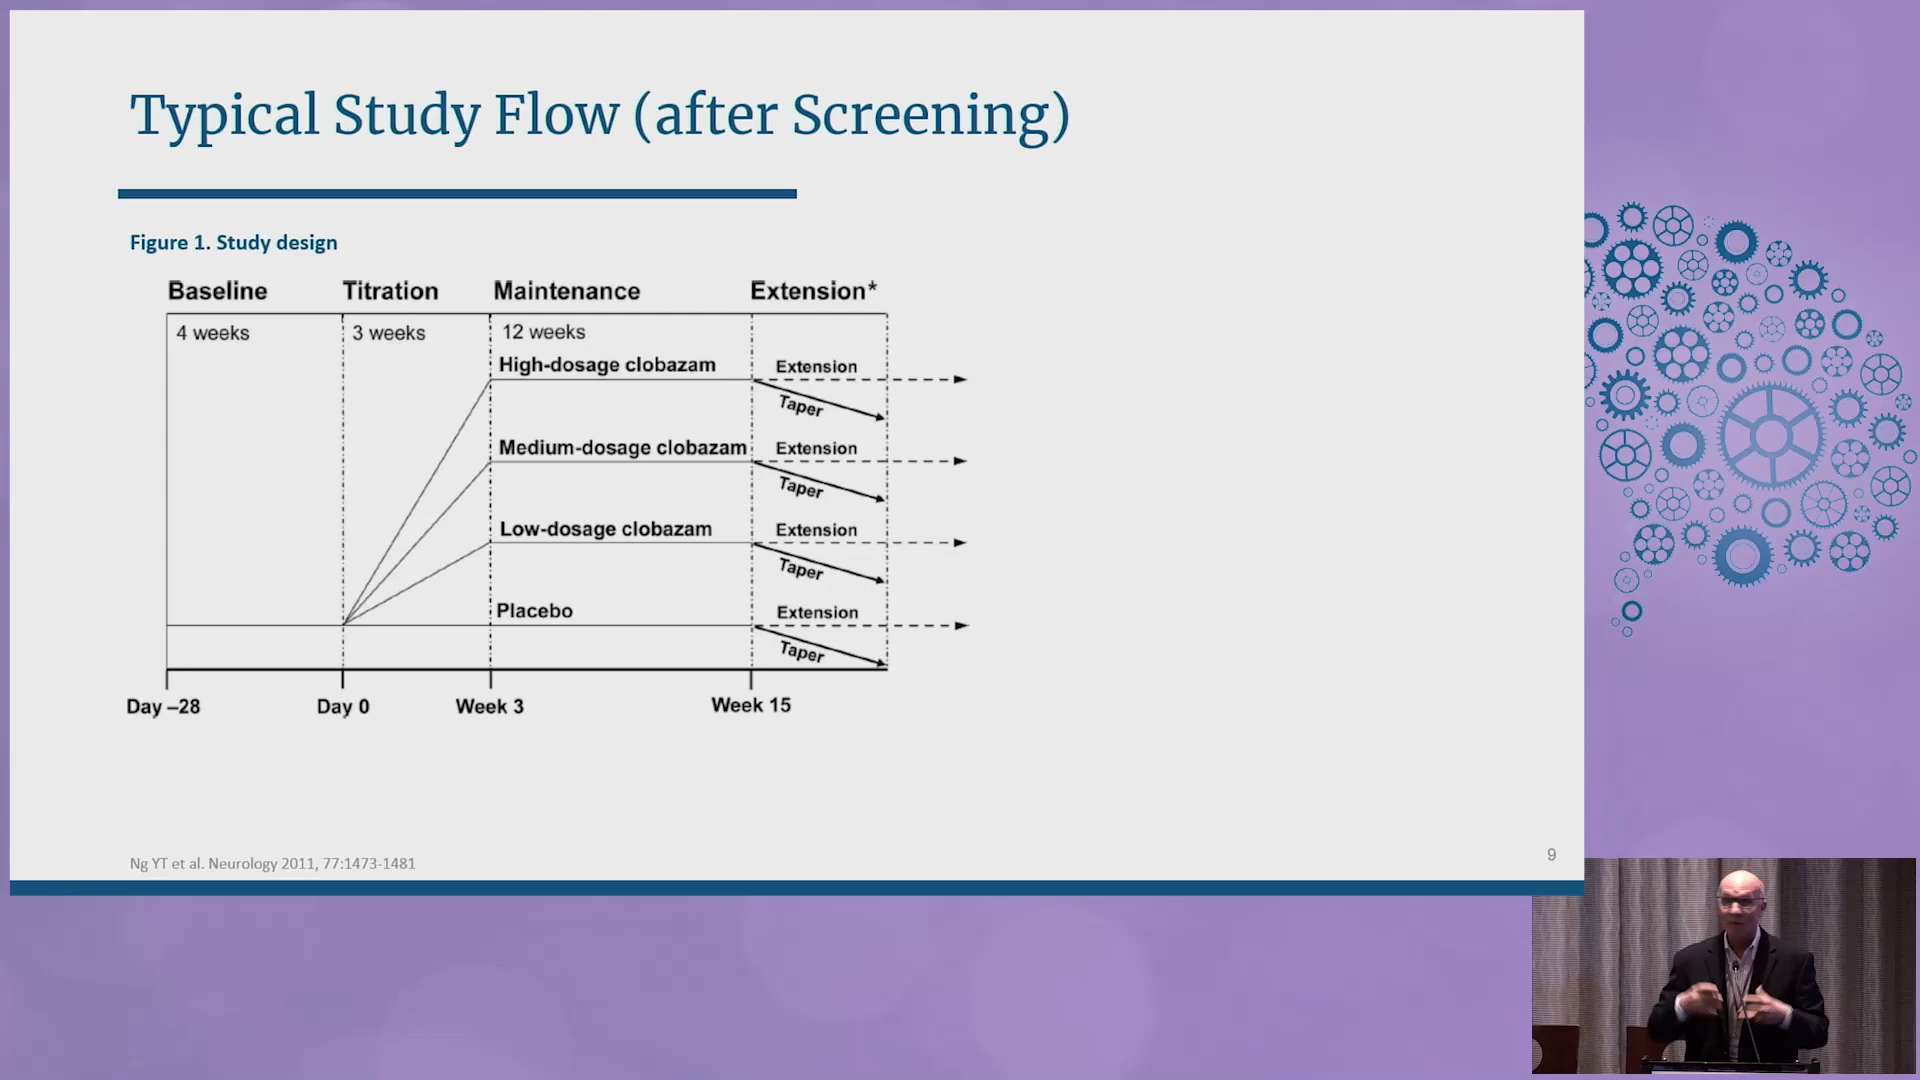 Typical Study Flow (after Screening)
Figure 1. Study design
Baseline Titration Maintenance Extension*
4 weeks 3 weeks 12 weeks
High-dosage clobazam Extension
Taper
Medium-dosage clobazam Extension
Taper
Low-dosage clobazam Extension
Taper
Placebo Extension
Taper
Day –28 Day 0 Week 3 Week 15
Ng YT et al. Neurology 2011, 77:1473-1481
9